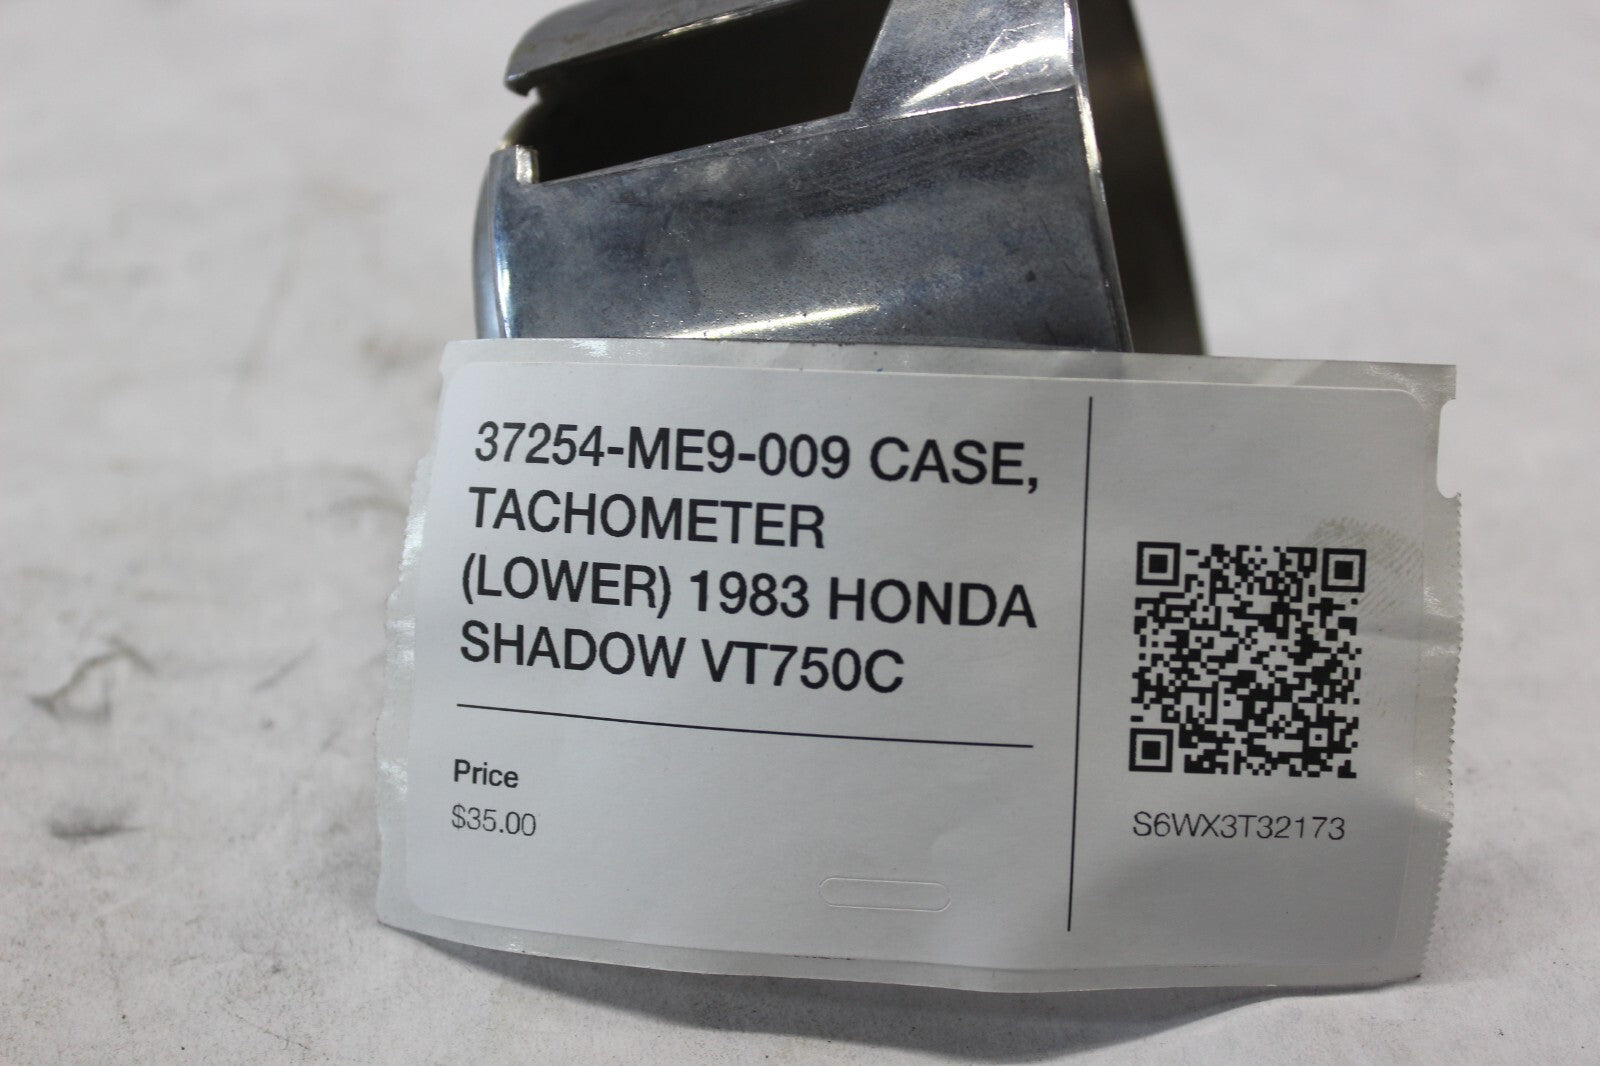 37254-ME9-009 CASE,
TACHOMETER
(LOWER) 1983 HONDA
SHADOW VT750C
Price
$35.00
S6WX3T32173